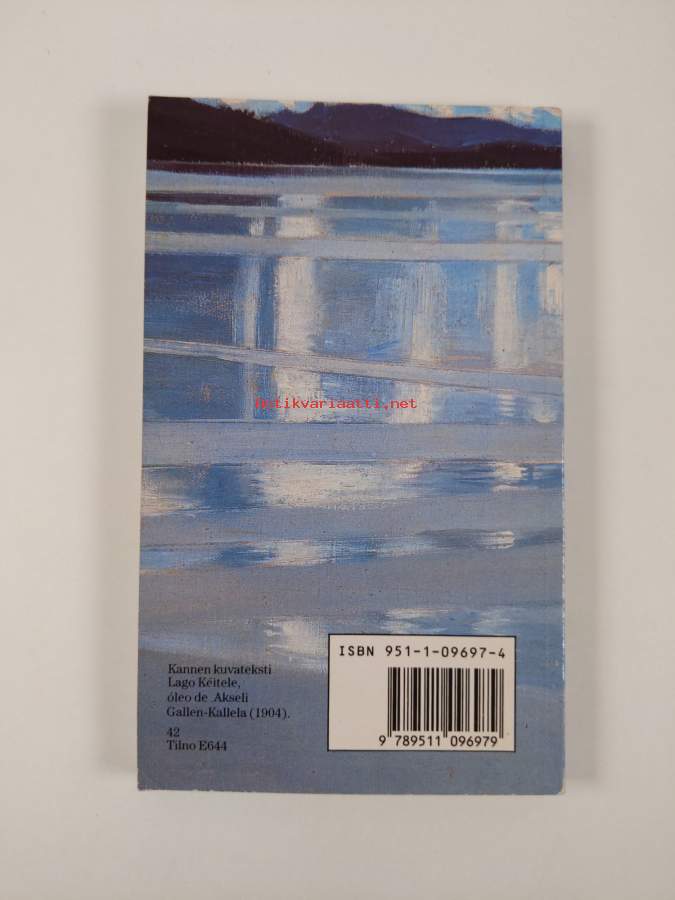 Antikvariaatti.net
ISBN 951-1-09697-4
9 789511 096979
Kannen kuvateksti
Lago Kéitele,
óleo de Akseli
Gallen-Kallela (1904).
42
Tilno E644